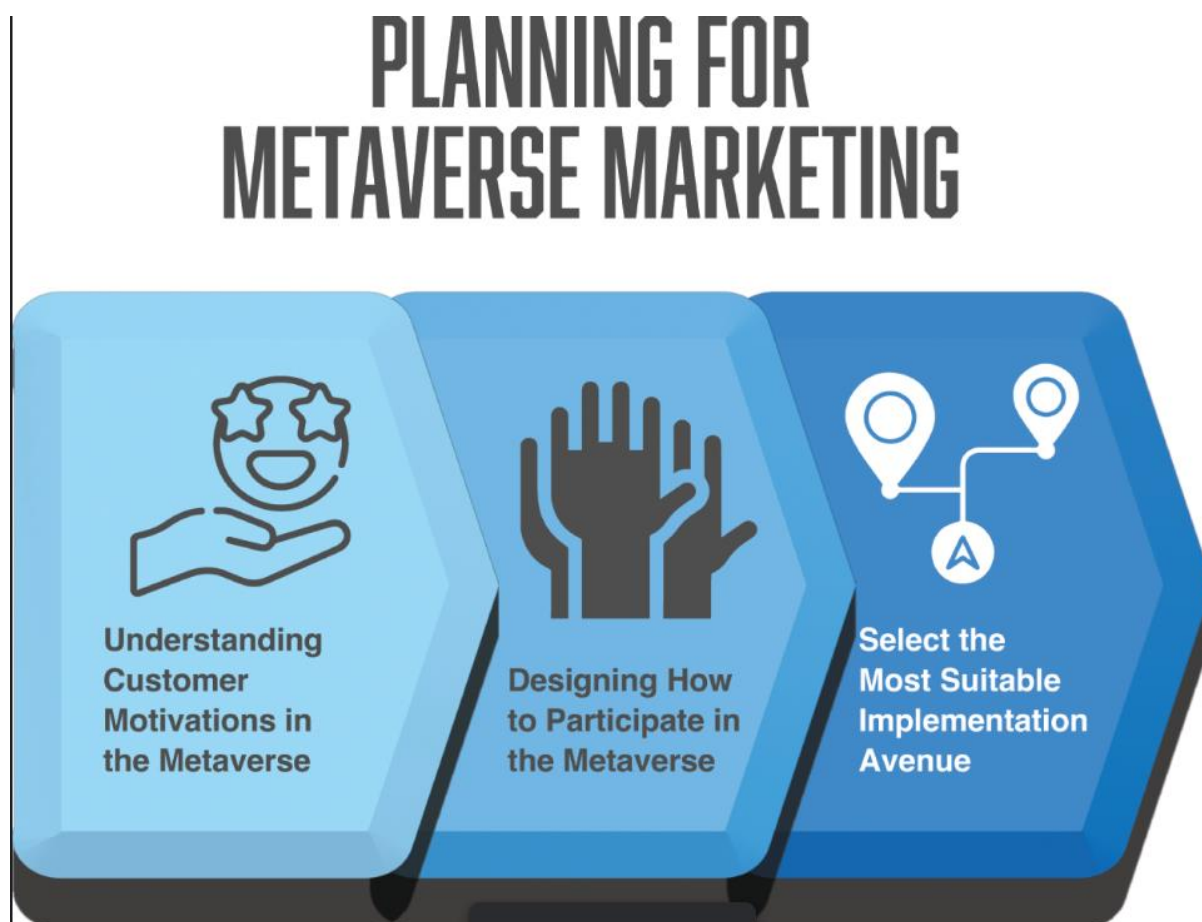 PLANNING FOR
METAVERSE MARKETING
Understanding
Customer
Motivations in
the Metaverse
Designing How
to Participate in
the Metaverse
Select the
Most Suitable
Implementation
Avenue